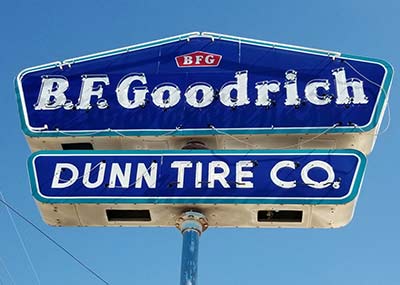 BFG
B.F. Goodrich
DUNN TIRE CO.